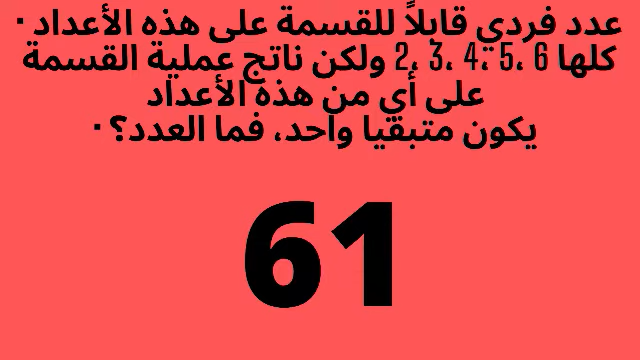 عدد فردي قابلاً للقسمة على هذه الأعداد ·
كلها 6 ،5 ،4 ،3 ،2 ولكن ناتج عملية القسمة
على أي من هذه الأعداد
يكون متبقيا واحد، فما العدد؟ ·
61